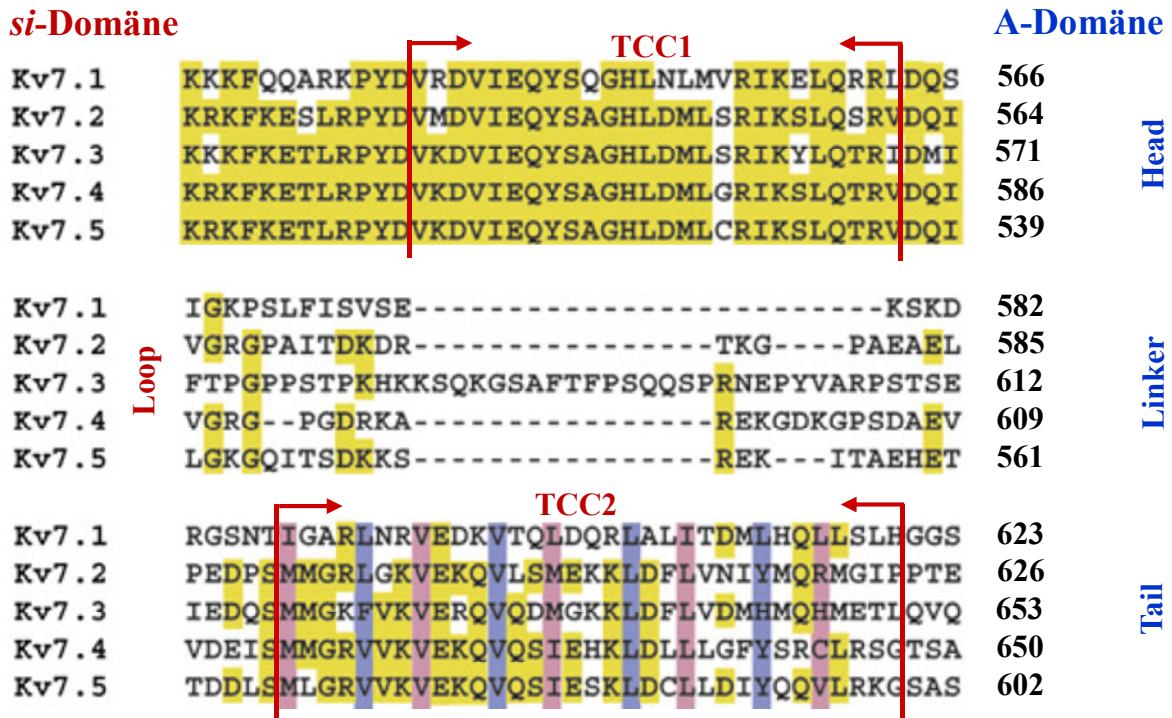 si-Domäne A-Domäne
TCC1
Kv7.1 KKKFQQARKPYDVRDVIEQYSQGHLNLMVRIKELQRRLDQS 566
Kv7.2 KRKFKESLRPYDVMDVIEQYSAGHLDMLSRIKSLQSRVDQI 564
Kv7.3 KKKFKETLRPYDVKDVIEQYSAGHLDMLSRIKYLQTRIDMI 571
Kv7.4 KRKFKETLRPYDVKDVIEQYSAGHLDMLGRIKSLQTRVDQI 586
Kv7.5 KRKFKETLRPYDVKDVIEQYSAGHLDMLCRIKSLQTRVDQI 539
Head
Loop
Kv7.1 IGKPSLFISVSE-------------------------KSKD 582
Kv7.2 VGRGPAITDKDR----------------TKG----PAEAEL 585
Kv7.3 FTPGPPSTPKHKKSQKGSAFTFPSQQSPRNEPYVARPSTSE 612
Kv7.4 VGRG--PGDRKA----------------REKGDKGPSDAEV 609
Kv7.5 LGKGQITSDKKS----------------REK---ITAEHET 561
Linker
TCC2
Kv7.1 RGSNTIGARLNRVEDKVTQLDQRLALITDMLHQLLSLHGGS 623
Kv7.2 PEDPSMMGRLGKVEKQVLSMEKKLDFLVNIYMQRMGIPPTE 626
Kv7.3 IEDQSMMGKFVKVERQVQDMGKKLDFLVDMHMQHMETLQVQ 653
Kv7.4 VDEISMMGRVVKVEKQVQSIEHKLDLLLGFYSRCLRSGTSA 650
Kv7.5 TDDLSMLGRVVKVEKQVQSIESKLDCLLDIYQQVLRKGSAS 602
Tail